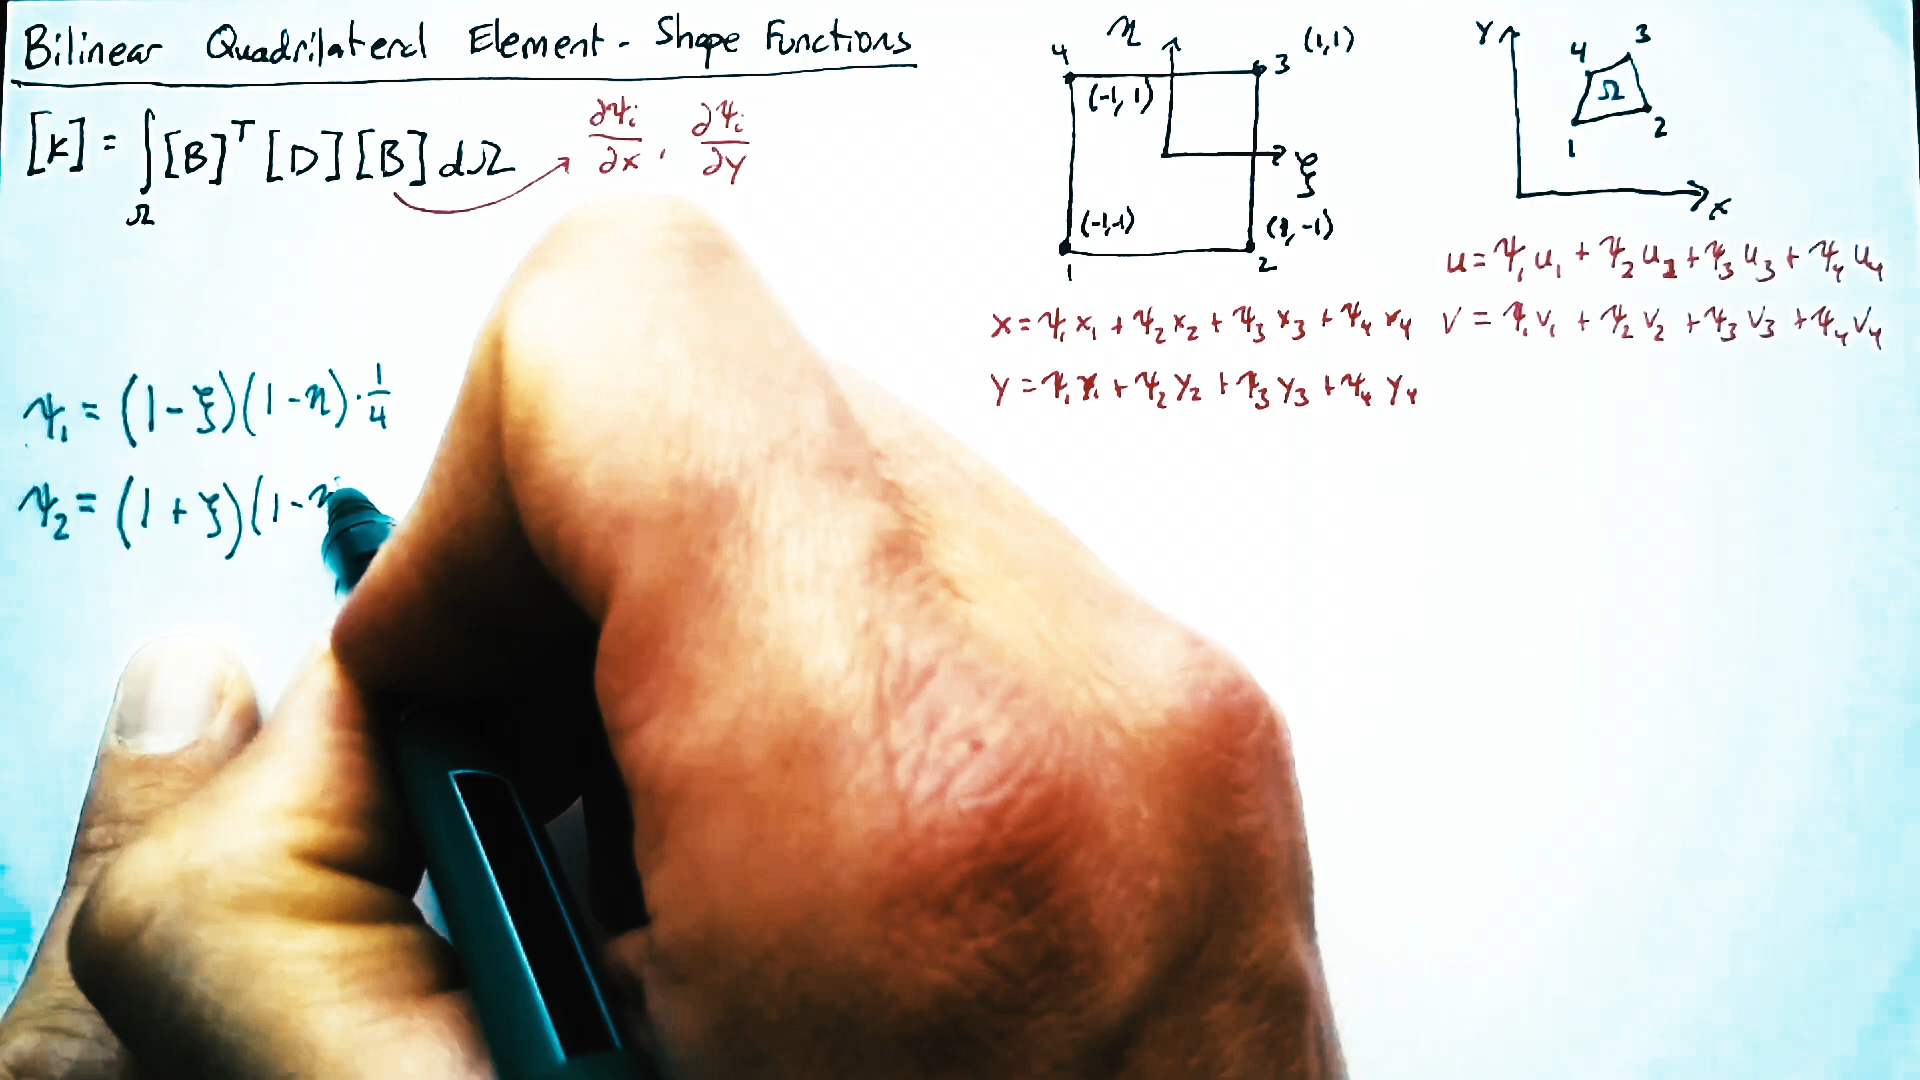 Bilinear Quadrilateral Element - Shape Functions
[K] = ∫[B]ᵀ[D][B] dΩ
Ω
∂ψᵢ/∂x , ∂ψᵢ/∂y
ψ₁ = (1-ξ)(1-η)·1/4
ψ₂ = (1+ξ)(1-η
η
4
3 (1,1)
(-1, 1)
ξ
(-1,-1)
(1, -1)
1
2
x = ψ₁x₁ + ψ₂x₂ + ψ₃x₃ + ψ₄x₄
y = ψ₁y₁ + ψ₂y₂ + ψ₃y₃ + ψ₄y₄
Y
4
3
Ω
1
2
x
u = ψ₁u₁ + ψ₂u₂ + ψ₃u₃ + ψ₄u₄
v = ψ₁v₁ + ψ₂v₂ + ψ₃v₃ + ψ₄v₄